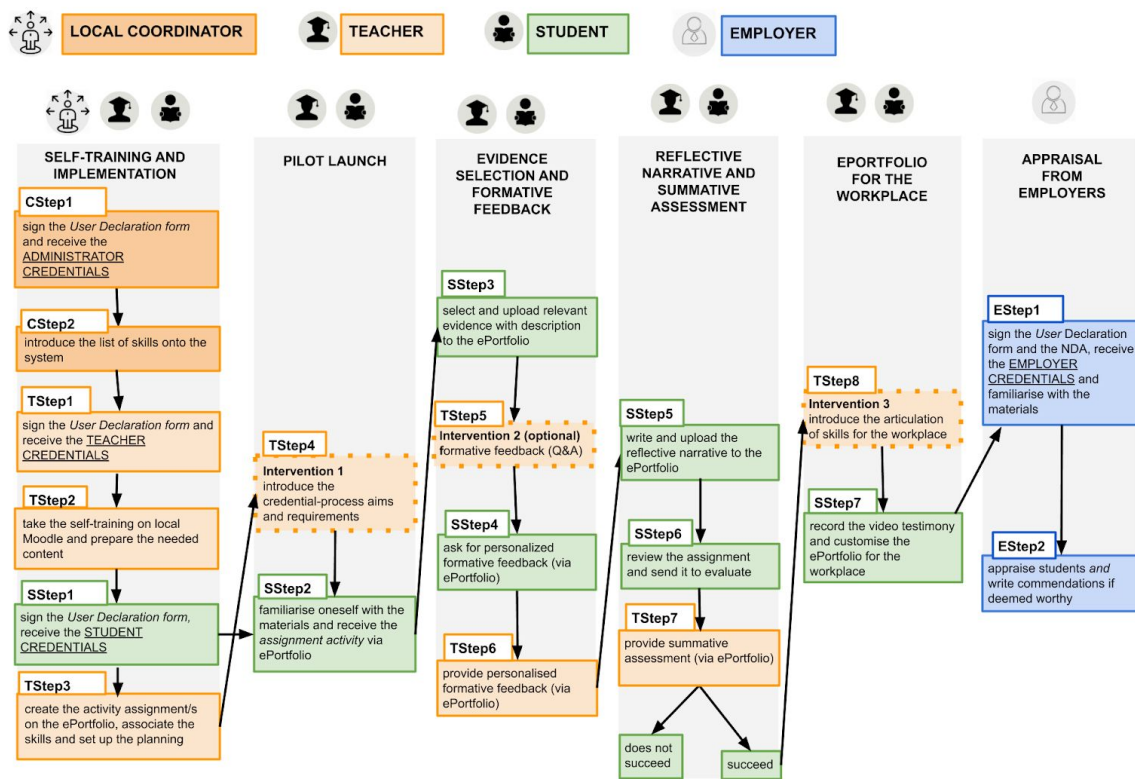 LOCAL COORDINATOR
TEACHER
STUDENT
EMPLOYER
SELF-TRAINING AND
IMPLEMENTATION
CStep1
sign the User Declaration form
and receive the
ADMINISTRATOR
CREDENTIALS
CStep2
introduce the list of skills onto the
system
TStep1
sign the User Declaration form and
receive the TEACHER
CREDENTIALS
TStep2
take the self-training on local
Moodle and prepare the needed
content
SStep1
sign the User Declaration form,
receive the STUDENT
CREDENTIALS
TStep3
create the activity assignment/s
on the ePortfolio, associate the
skills and set up the planning
PILOT LAUNCH
TStep4
Intervention 1
introduce the
credential-process aims
and requirements
SStep2
familiarise oneself with the
materials and receive the
assignment activity via
ePortfolio
EVIDENCE
SELECTION AND
FORMATIVE
FEEDBACK
SStep3
select and upload relevant
evidence with description
to the ePortfolio
TStep5
Intervention 2 (optional)
formative feedback (Q&A)
SStep4
ask for personalized
formative feedback (via
ePortfolio)
TStep6
provide personalised
formative feedback (via
ePortfolio)
REFLECTIVE
NARRATIVE AND
SUMMATIVE
ASSESSMENT
SStep5
write and upload the
reflective narrative to the
ePortfolio
SStep6
review the assignment
and send it to evaluate
TStep7
provide summative
assessment (via ePortfolio)
does not
succeed
succeed
EPORTFOLIO
FOR THE
WORKPLACE
TStep8
Intervention 3
introduce the articulation
of skills for the workplace
SStep7
record the video testimony
and customise the
ePortfolio for the
workplace
APPRAISAL
FROM
EMPLOYERS
EStep1
sign the User Declaration
form and the NDA, receive
the EMPLOYER
CREDENTIALS and
familiarise with the
materials
EStep2
appraise students and
write commendations if
deemed worthy